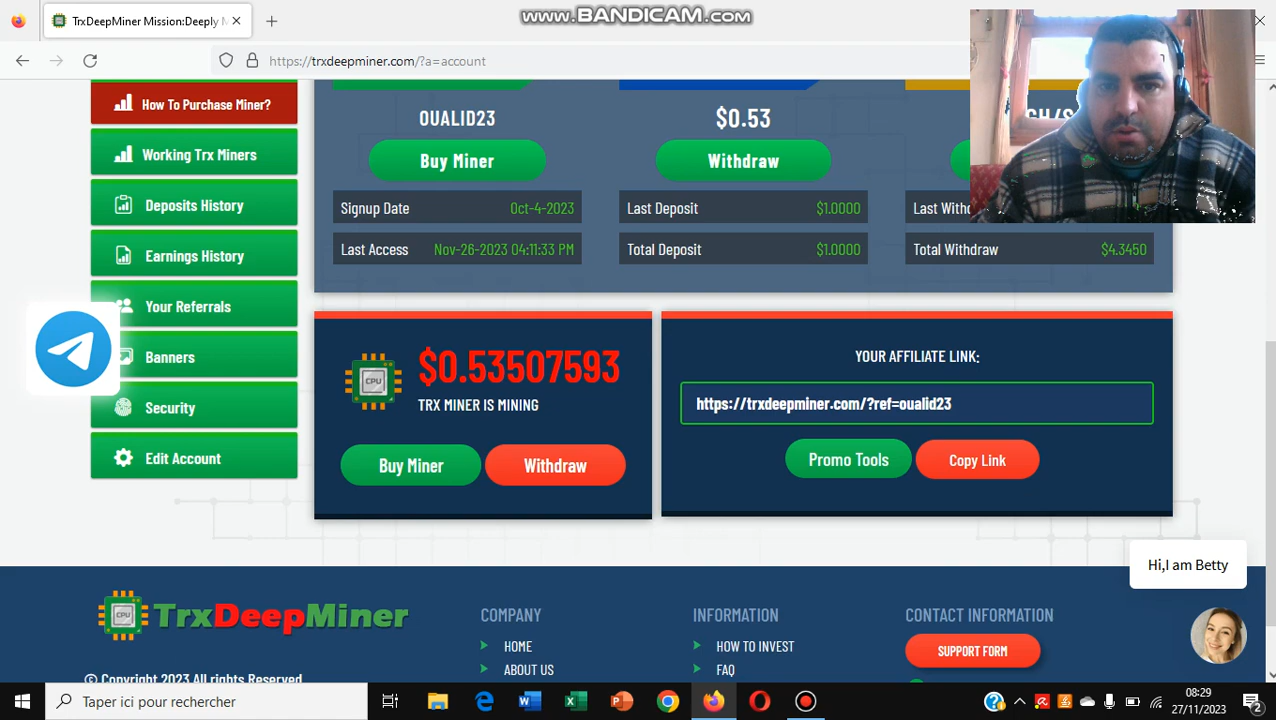 www.BANDICAM.com
TrxDeepMiner Mission:Deeply M
https://trxdeepminer.com/?a=account
How To Purchase Miner?
Working Trx Miners
Deposits History
Earnings History
Your Referrals
Banners
Security
Edit Account
OUALID23
Buy Miner
Signup Date Oct-4-2023
Last Access Nov-26-2023 04:11:33 PM
$0.53
Withdraw
Last Deposit $1.0000
Total Deposit $1.0000
Total Withdraw $4.3450
CPU
$0.53507593
TRX MINER IS MINING
Buy Miner Withdraw
YOUR AFFILIATE LINK:
https://trxdeepminer.com/?ref=oualid23
Promo Tools Copy Link
Hi,I am Betty
CPU TrxDeepMiner
© Copyright 2023 All rights Reserved
COMPANY
HOME
ABOUT US
INFORMATION
HOW TO INVEST
FAQ
CONTACT INFORMATION
SUPPORT FORM
Taper ici pour rechercher
08:29
27/11/2023
2